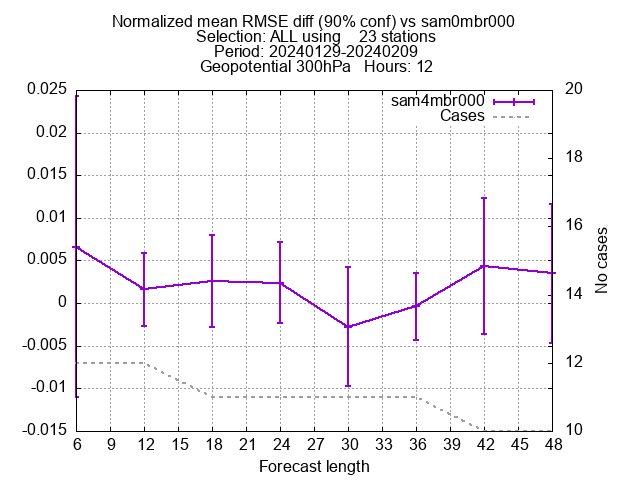 Normalized mean RMSE diff (90% conf) vs sam0mbr000
Selection: ALL using    23 stations
Period: 20240129-20240209
Geopotential 300hPa   Hours: 12
sam4mbr000
Cases
0.025
0.02
0.015
0.01
0.005
0
-0.005
-0.01
-0.015
20
18
16
14
12
10
No cases
6 9 12 15 18 21 24 27 30 33 36 39 42 45 48
Forecast length